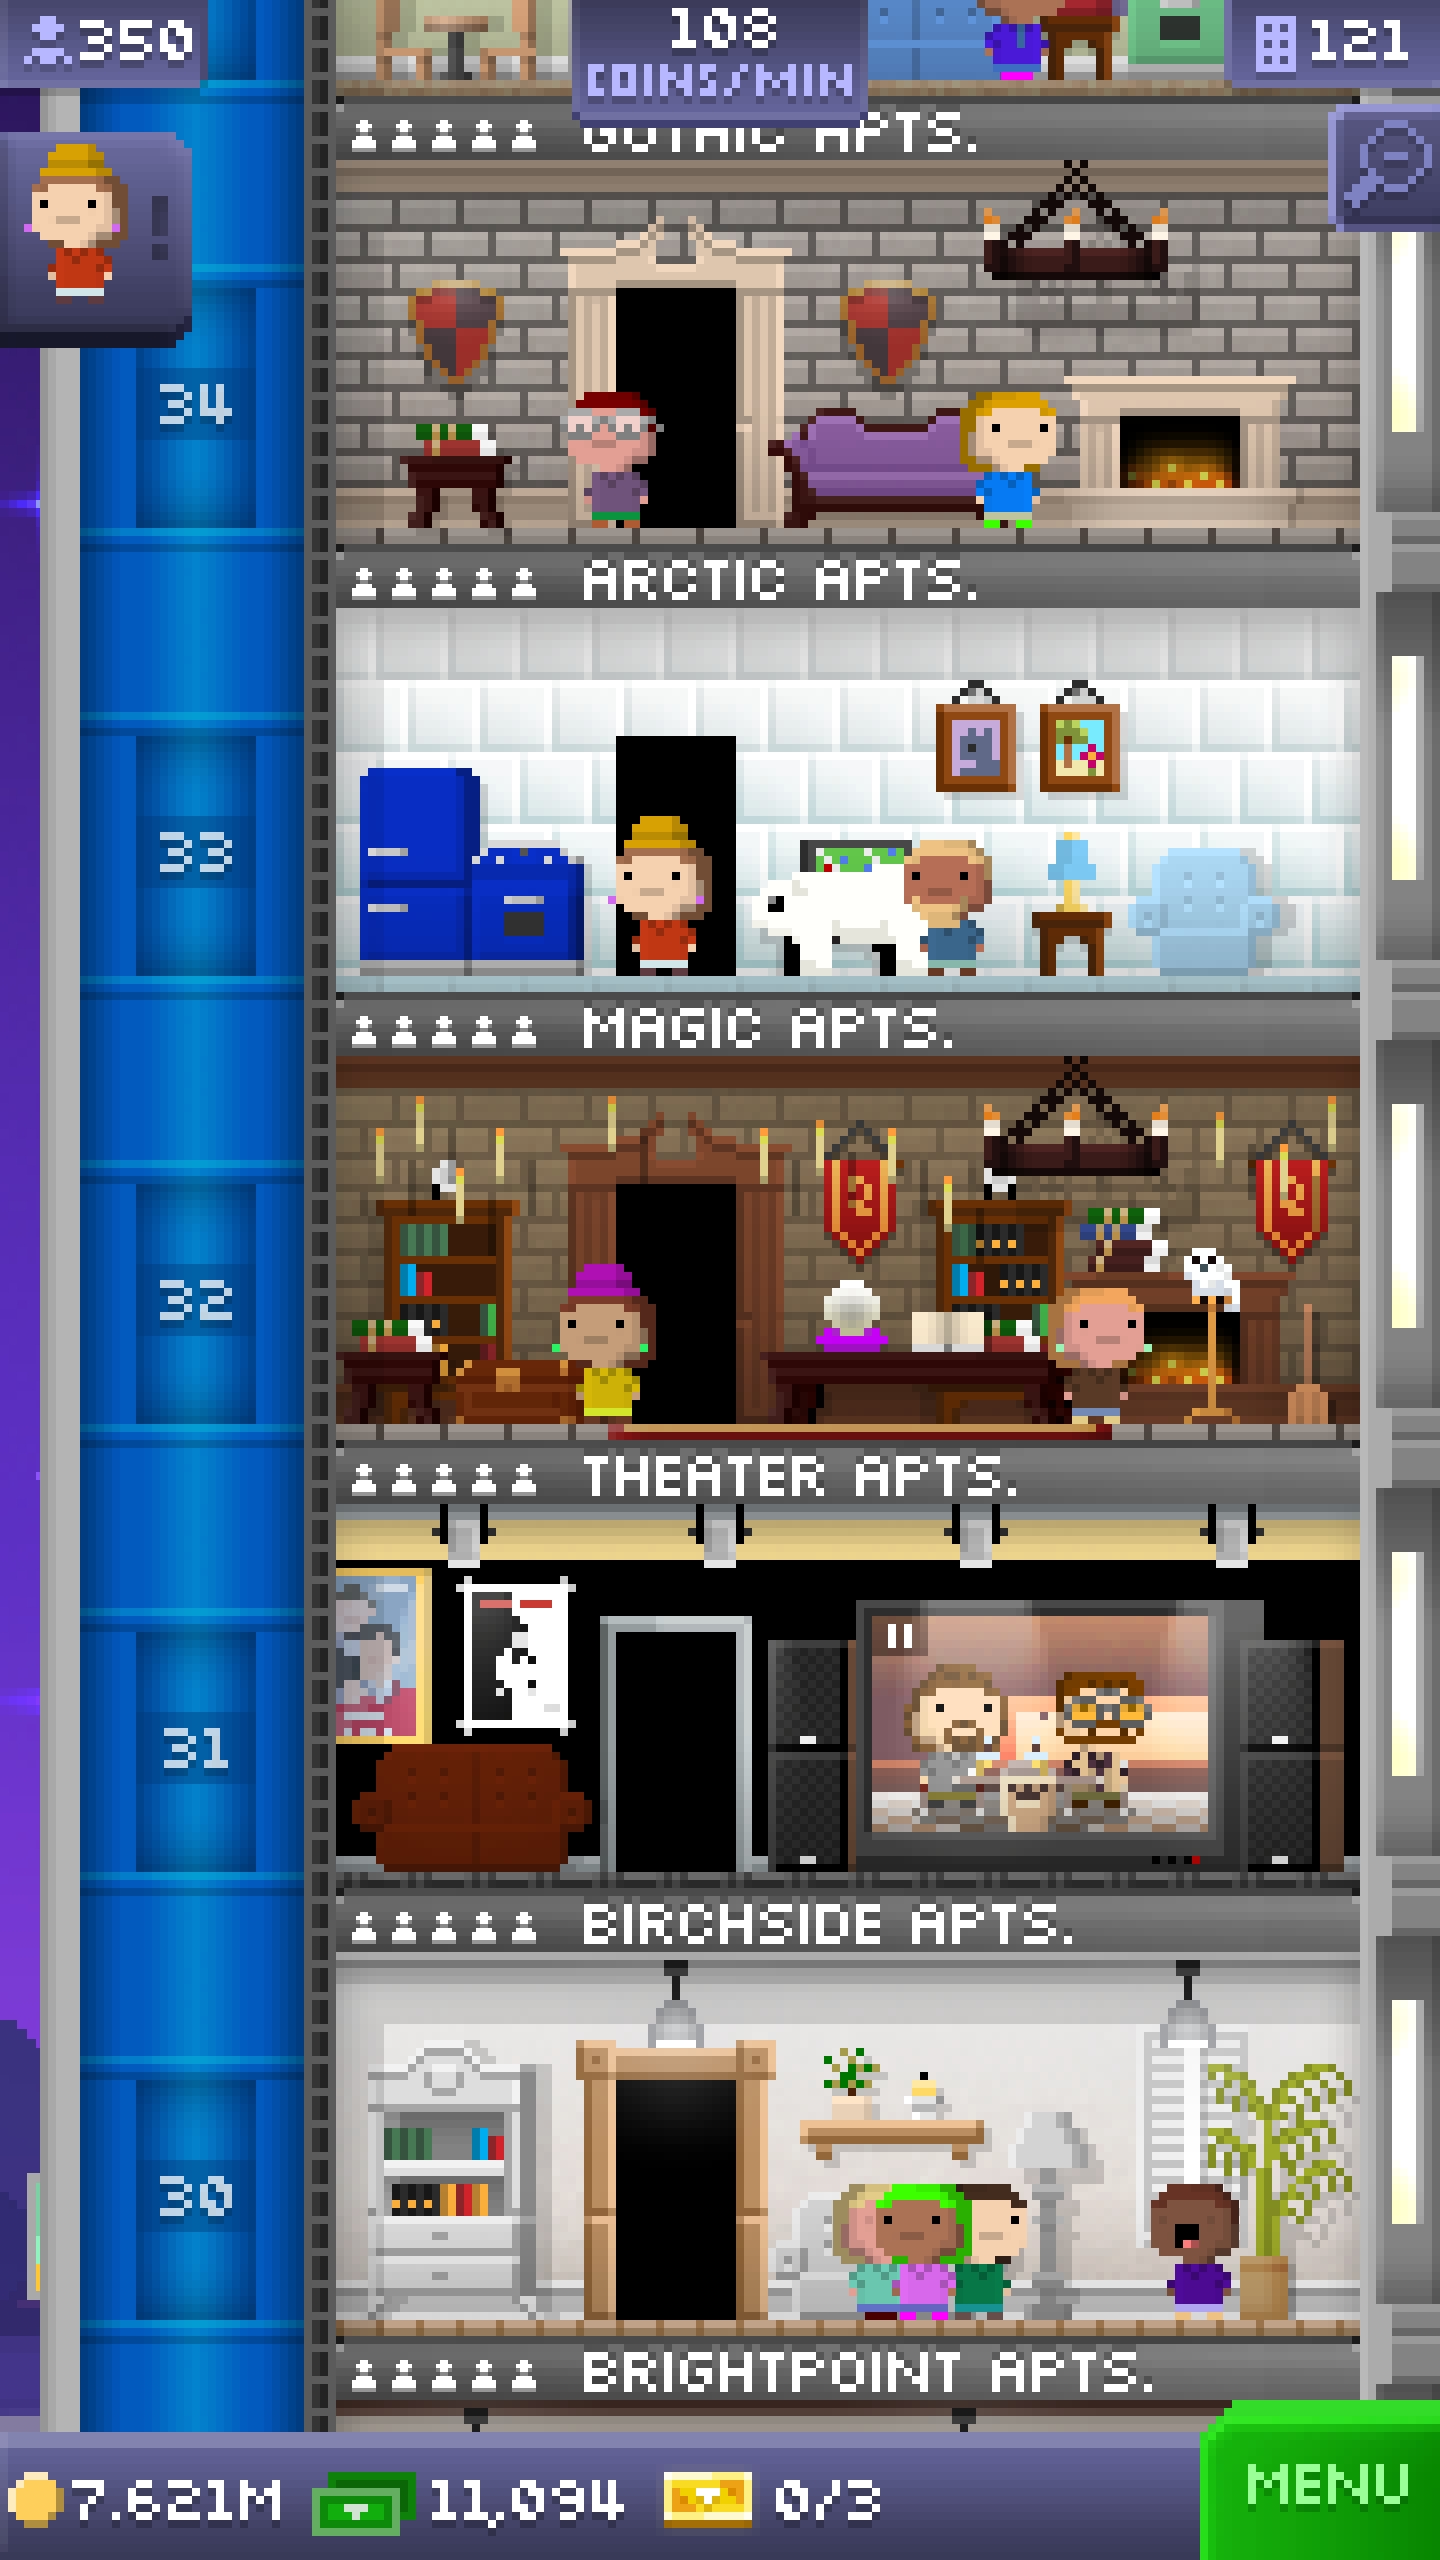 350
108
COINS/MIN
121
GOTHIC APTS.
!
34
ARCTIC APTS.
33
MAGIC APTS.
32
THEATER APTS.
31
BIRCHSIDE APTS.
30
BRIGHTPOINT APTS.
7.621M
11,094
0/3
MENU